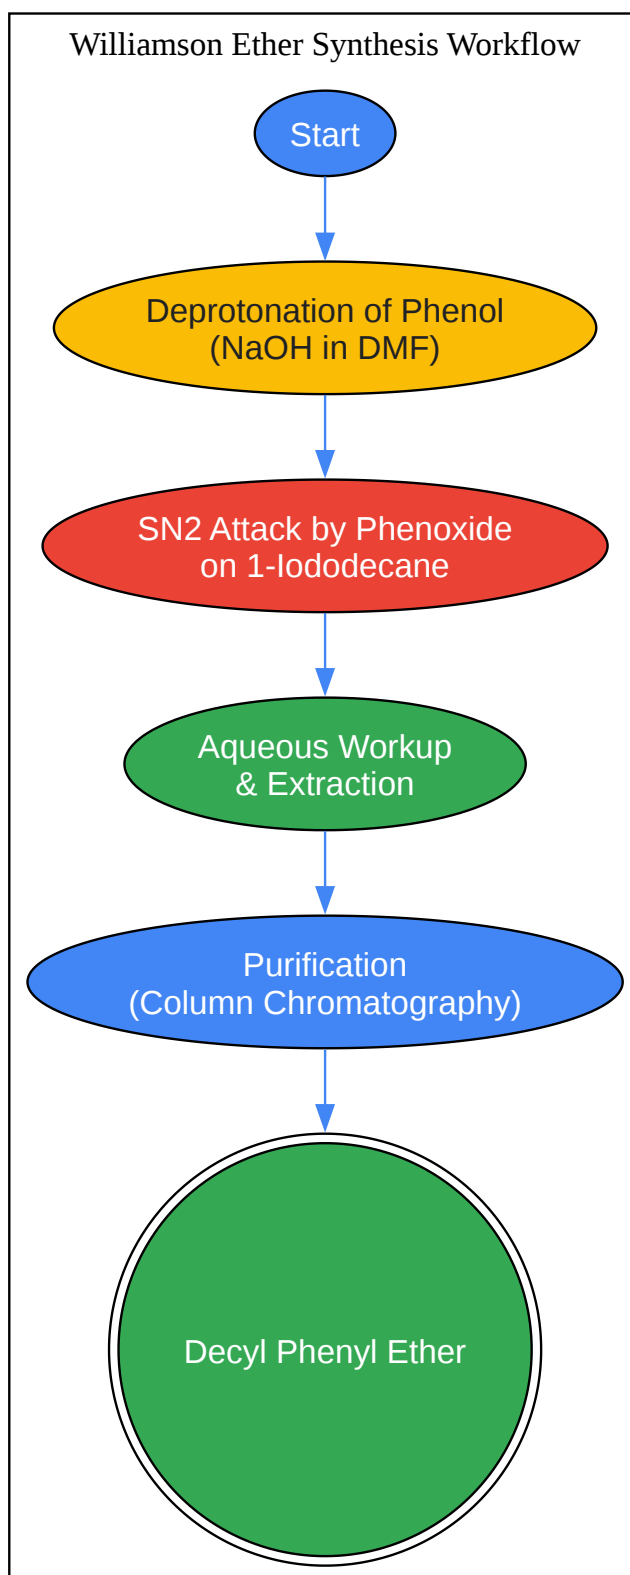 Williamson Ether Synthesis Workflow
Start
Deprotonation of Phenol
(NaOH in DMF)
SN2 Attack by Phenoxide
on 1-Iododecane
Aqueous Workup
& Extraction
Purification
(Column Chromatography)
Decyl Phenyl Ether